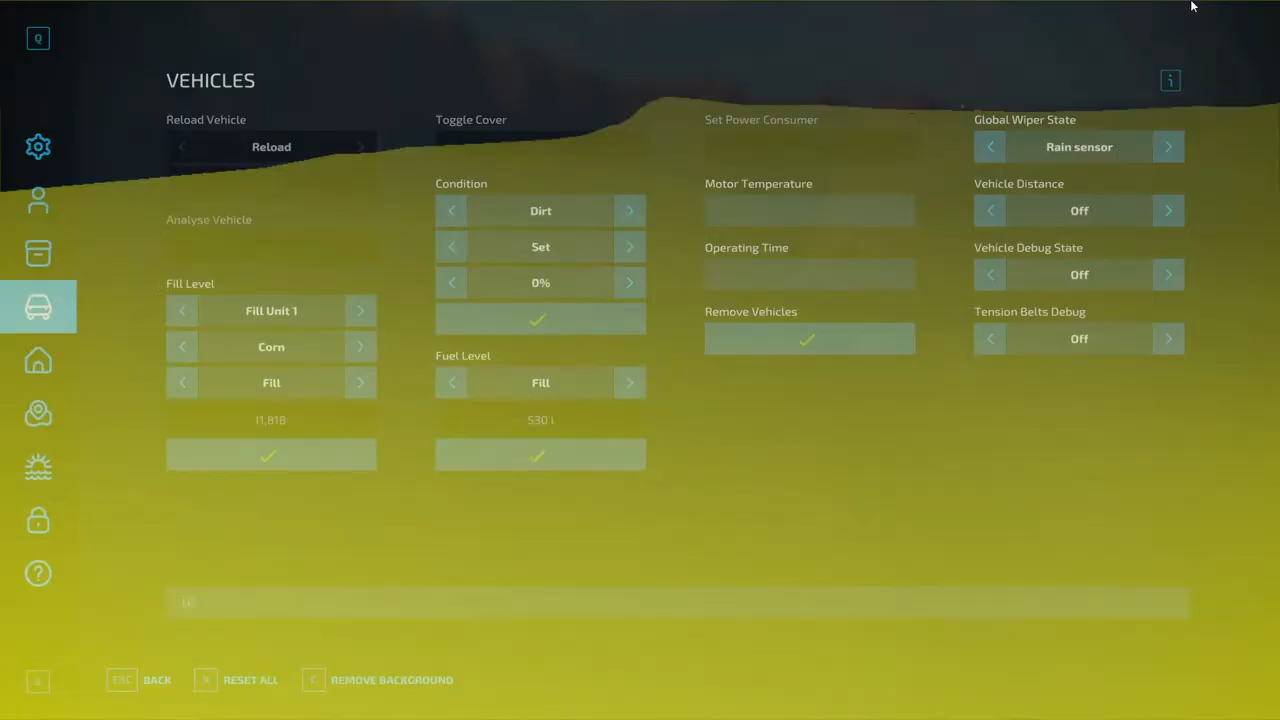 Q
VEHICLES
Reload Vehicle
Reload
Analyse Vehicle
Fill Level
Fill Unit 1
Corn
Fill
11,818
Toggle Cover
Condition
Dirt
Set
0%
Fuel Level
Fill
530 l
Set Power Consumer
Motor Temperature
Operating Time
Remove Vehicles
Global Wiper State
Rain sensor
Vehicle Distance
Off
Vehicle Debug State
Off
Tension Belts Debug
Off
ESC BACK X RESET ALL C REMOVE BACKGROUND